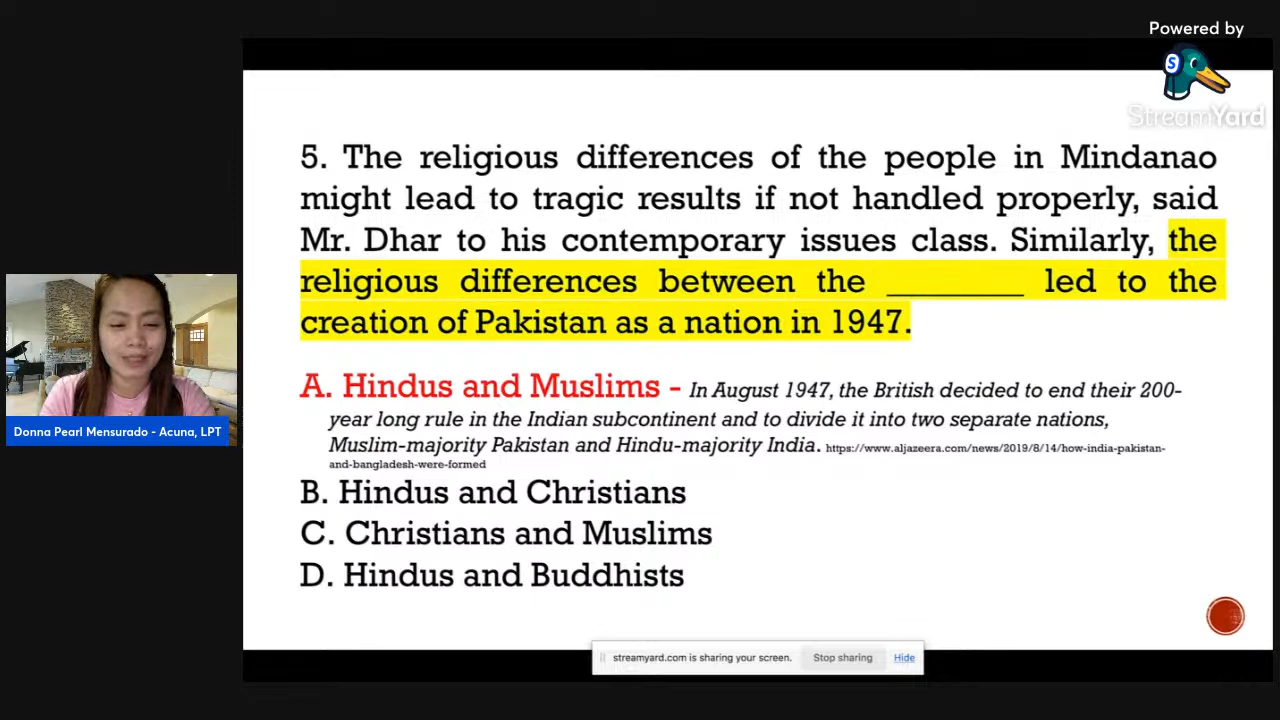 Powered by
S
StreamYard
5. The religious differences of the people in Mindanao
might lead to tragic results if not handled properly, said
Mr. Dhar to his contemporary issues class. Similarly, the
religious differences between the ________ led to the
creation of Pakistan as a nation in 1947.
A. Hindus and Muslims - In August 1947, the British decided to end their 200-
year long rule in the Indian subcontinent and to divide it into two separate nations,
Muslim-majority Pakistan and Hindu-majority India. https://www.aljazeera.com/news/2019/8/14/how-india-pakistan-
and-bangladesh-were-formed
B. Hindus and Christians
C. Christians and Muslims
D. Hindus and Buddhists
Donna Pearl Mensurado - Acuna, LPT
streamyard.com is sharing your screen. Stop sharing Hide